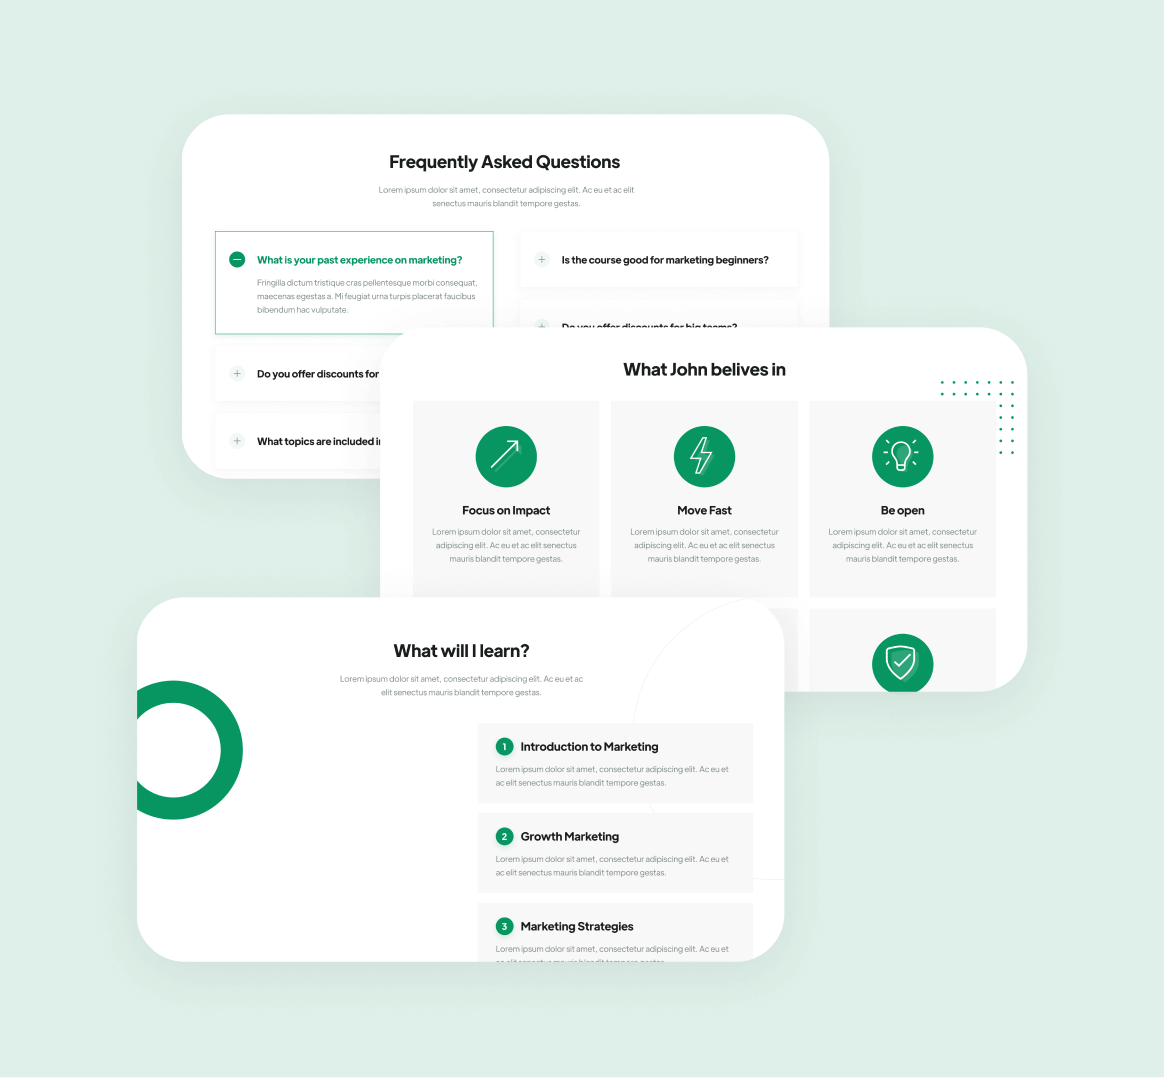 Frequently Asked Questions
Lorem ipsum dolor sit amet, consectetur adipiscing elit. Ac eu et ac elit
senectus mauris blandit tempore gestas.
What is your past experience on marketing?
Fringilla dictum tristique cras pellentesque morbi consequat,
maecenas egestas a. Mi feugiat urna turpis placerat faucibus
bibendum hac vulputate.
Do you offer discounts for
What topics are included
Is the course good for marketing beginners?
Do you offer discounts for big teams?
What John belives in
Focus on Impact
Lorem ipsum dolor sit amet, consectetur
adipiscing elit. Ac eu et ac elit senectus
mauris blandit tempore gestas.
Move Fast
Lorem ipsum dolor sit amet, consectetur
adipiscing elit. Ac eu et ac elit senectus
mauris blandit tempore gestas.
Be open
Lorem ipsum dolor sit amet, consectetur
adipiscing elit. Ac eu et ac elit senectus
mauris blandit tempore gestas.
What will I learn?
Lorem ipsum dolor sit amet, consectetur adipiscing elit. Ac eu et ac
elit senectus mauris blandit tempore gestas.
1 Introduction to Marketing
Lorem ipsum dolor sit amet, consectetur adipiscing elit. Ac eu et
ac elit senectus mauris blandit tempore gestas.
2 Growth Marketing
Lorem ipsum dolor sit amet, consectetur adipiscing elit. Ac eu et
ac elit senectus mauris blandit tempore gestas.
3 Marketing Strategies
Lorem ipsum dolor sit amet, consectetur adipiscing elit. Ac eu et